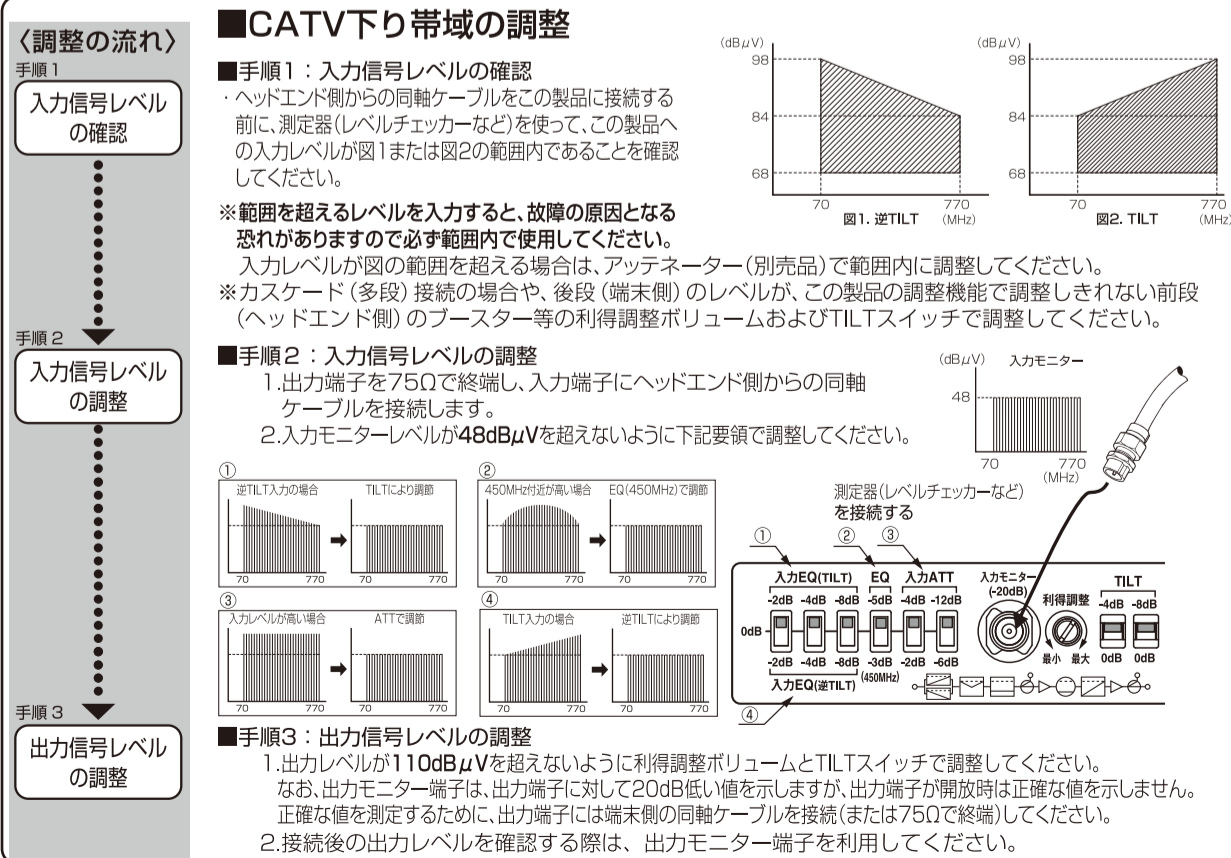 〈調整の流れ〉
手順1
入力信号レベル
の確認
手順2
入力信号レベル
の調整
手順3
出力信号レベル
の調整
■CATV下り帯域の調整
■手順1：入力信号レベルの確認
・ヘッドエンド側からの同軸ケーブルをこの製品に接続する
前に、測定器(レベルチェッカーなど)を使って、この製品へ
の入力レベルが図1または図2の範囲内であることを確認
してください。
(dBμV)
98
84
68
70
770
図1. 逆TILT
(MHz)
(dBμV)
98
84
68
70
770
図2. TILT
(MHz)
※範囲を超えるレベルを入力すると、故障の原因となる
恐れがありますので必ず範囲内で使用してください。
入力レベルが図の範囲を超える場合は、アッテネーター(別売品)で範囲内に調整してください。
※カスケード(多段)接続の場合や、後段(端末側)のレベルが、この製品の調整機能で調整しきれない前段
(ヘッドエンド側)のブースター等の利得調整ボリュームおよびTILTスイッチで調整してください。
■手順2：入力信号レベルの調整
1.出力端子を75Ωで終端し、入力端子にヘッドエンド側からの同軸
ケーブルを接続します。
2.入力モニターレベルが48dBμVを超えないように下記要領で調整してください。
(dBμV) 入力モニター
48
70
770
(MHz)
①
逆TILT入力の場合
TILTにより調節
70 770
70 770
②
450MHz付近が高い場合
EQ(450MHz)で調節
70 770
70 770
③
入力レベルが高い場合
ATTで調節
70 770
70 770
④
TILT入力の場合
逆TILTにより調節
70 770
70 770
測定器(レベルチェッカーなど)
を接続する
① ② ③
入力EQ(TILT) EQ 入力ATT
-2dB -4dB -8dB -5dB -4dB -12dB
0dB
-2dB -4dB -8dB -3dB -2dB -6dB
入力EQ(逆TILT)
(450MHz)
④
入力モニター
(-20dB)
利得調整
最小 最大
TILT
-4dB -8dB
0dB 0dB
■手順3：出力信号レベルの調整
1.出力レベルが110dBμVを超えないように利得調整ボリュームとTILTスイッチで調整してください。
なお、出力モニター端子は、出力端子に対して20dB低い値を示しますが、出力端子が開放時は正確な値を示しません。
正確な値を測定するために、出力端子には端末側の同軸ケーブルを接続(または75Ωで終端)してください。
2.接続後の出力レベルを確認する際は、出力モニター端子を利用してください。